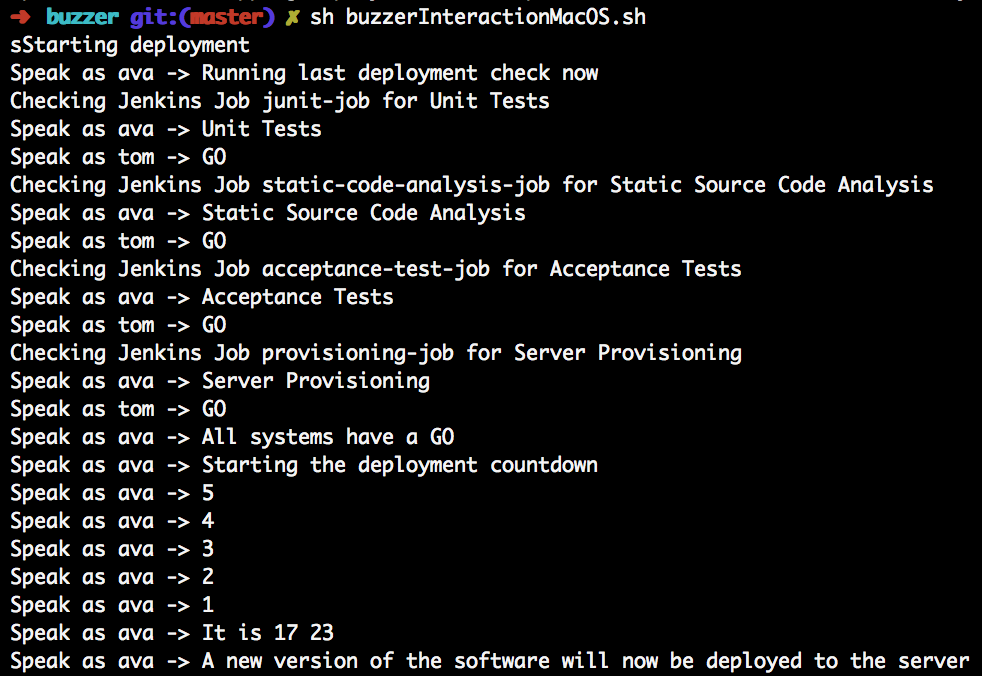 ➜ buzzer git:(master) ✗ sh buzzerInteractionMacOS.sh
sStarting deployment
Speak as ava -> Running last deployment check now
Checking Jenkins Job junit-job for Unit Tests
Speak as ava -> Unit Tests
Speak as tom -> GO
Checking Jenkins Job static-code-analysis-job for Static Source Code Analysis
Speak as ava -> Static Source Code Analysis
Speak as tom -> GO
Checking Jenkins Job acceptance-test-job for Acceptance Tests
Speak as ava -> Acceptance Tests
Speak as tom -> GO
Checking Jenkins Job provisioning-job for Server Provisioning
Speak as ava -> Server Provisioning
Speak as tom -> GO
Speak as ava -> All systems have a GO
Speak as ava -> Starting the deployment countdown
Speak as ava -> 5
Speak as ava -> 4
Speak as ava -> 3
Speak as ava -> 2
Speak as ava -> 1
Speak as ava -> It is 17 23
Speak as ava -> A new version of the software will now be deployed to the server